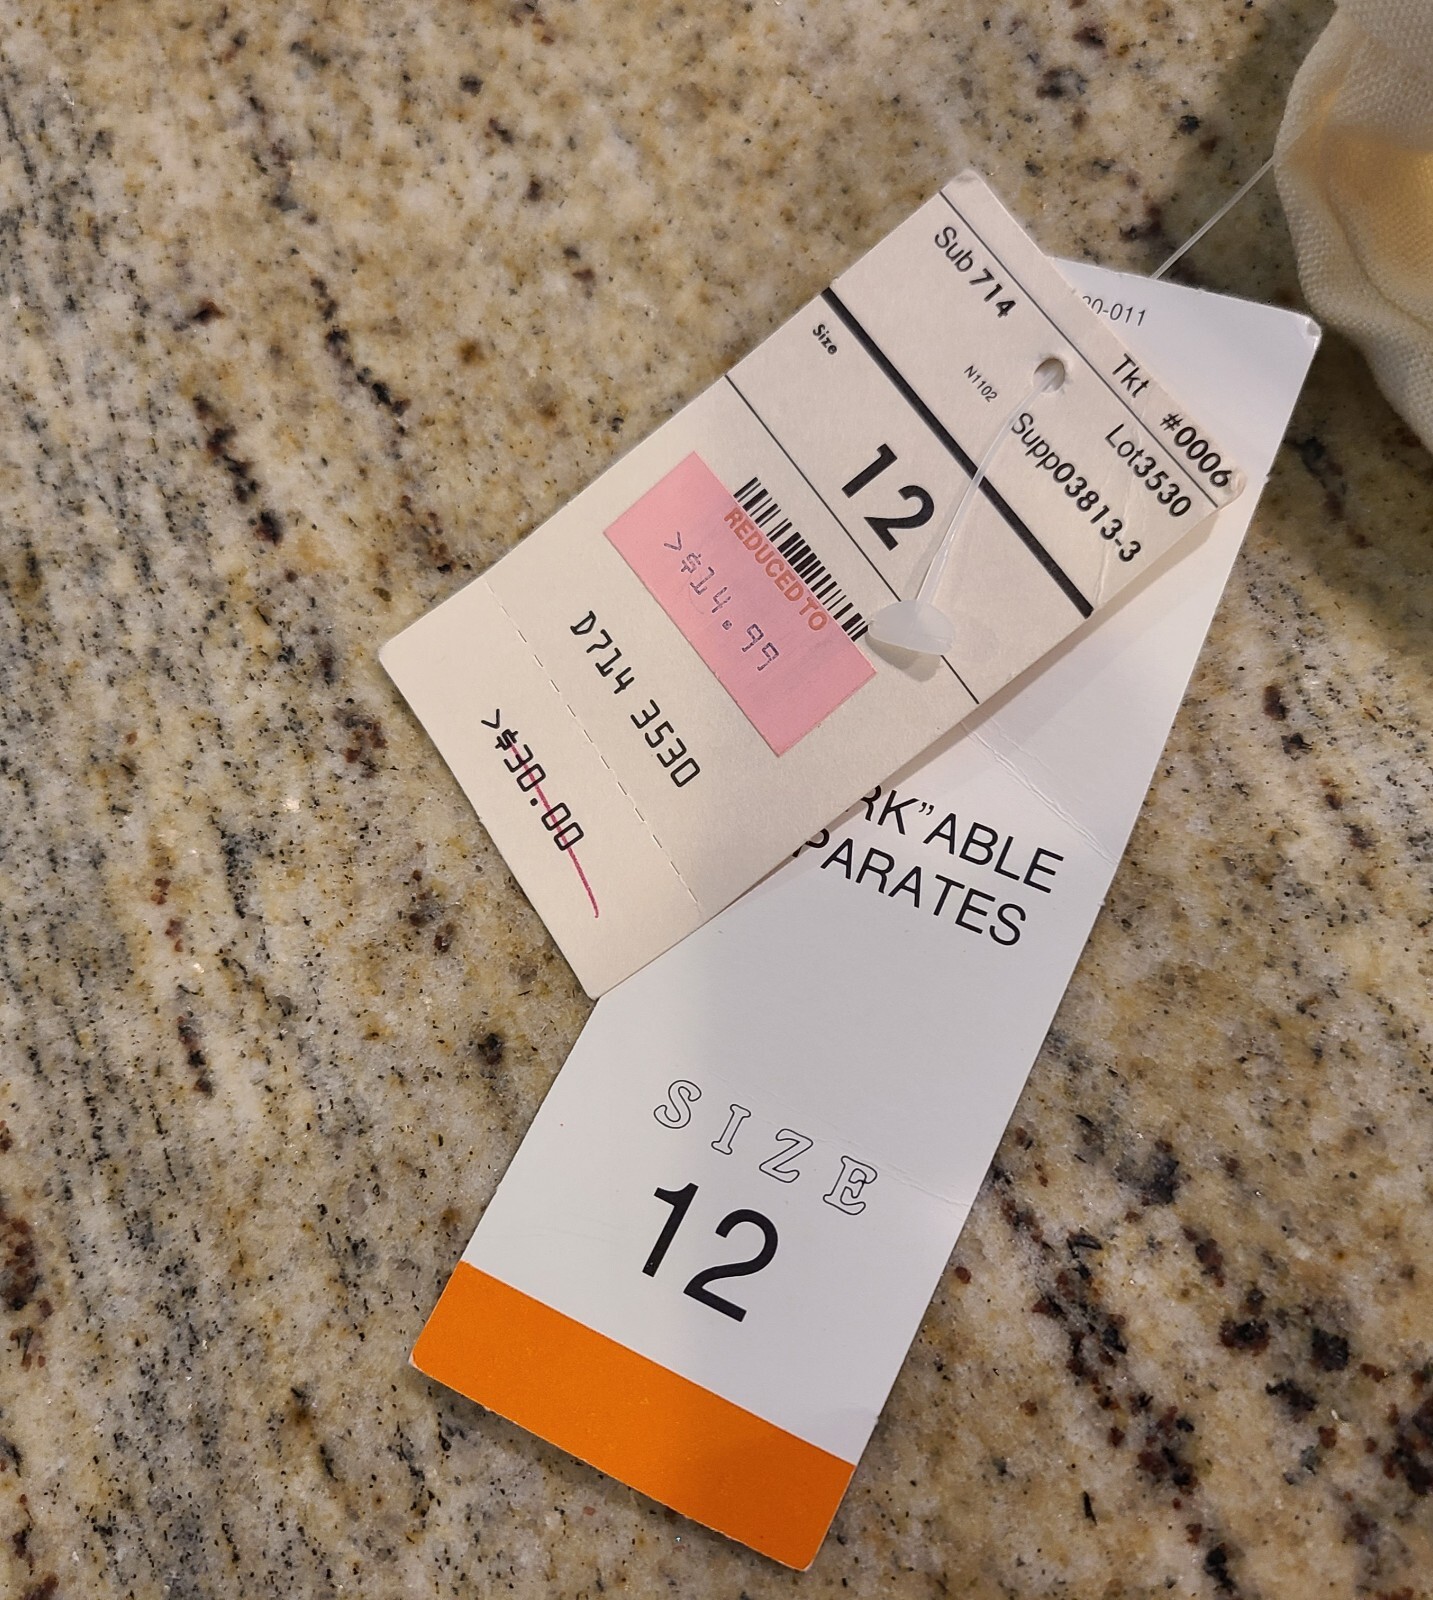 Tkt #0006
Sub 714 Lot3530
N1102 Supp03813-3
Size
12
REDUCED TO
>$14.99
D714 3530
>$30.00
00-011
RK”ABLE
PARATES
SIZE
12